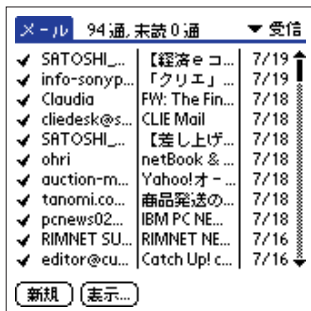 メール 94通, 未読0通 ▼ 受信
✔ SATOSHI_... 【経済eコ... 7/19
✔ info-sonyp... 「クリエ」... 7/19
✔ Claudia FW: The Fin... 7/18
✔ cliedesk@s... CLIE Mail 7/18
✔ SATOSHI_... 【差し上げ... 7/18
✔ ohri netBook & ... 7/18
✔ auction-m... Yahoo!オー... 7/18
✔ tanomi.co... 商品発送の... 7/18
✔ pcnews02... IBM PC NE... 7/18
✔ RIMNET SU... RIMNET NE... 7/16
✔ editor@cu... Catch Up! c... 7/16
新規 表示...